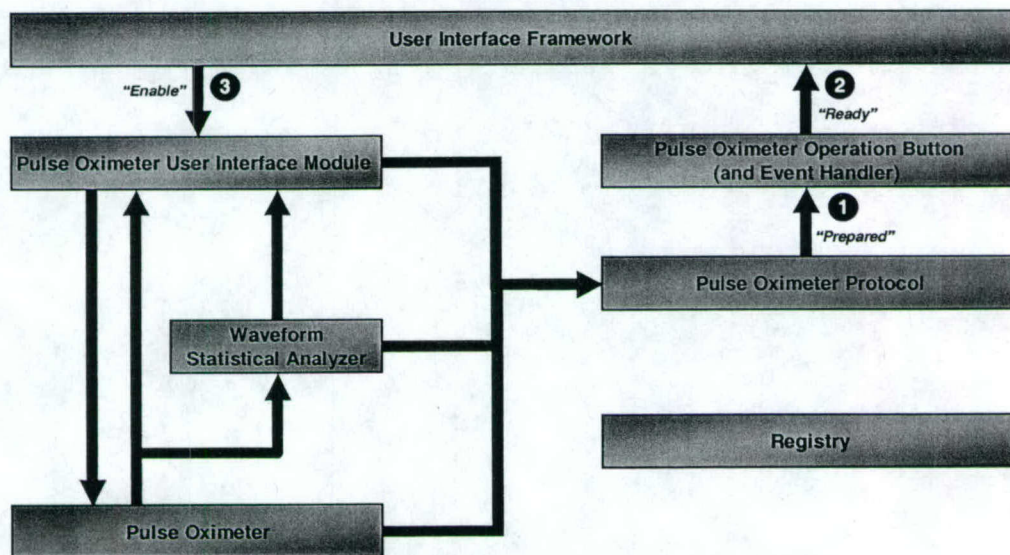 User Interface Framework
"Enable"
3
2
"Ready"
Pulse Oximeter User Interface Module
Pulse Oximeter Operation Button
(and Event Handler)
1
"Prepared"
Pulse Oximeter Protocol
Waveform
Statistical Analyzer
Registry
Pulse Oximeter